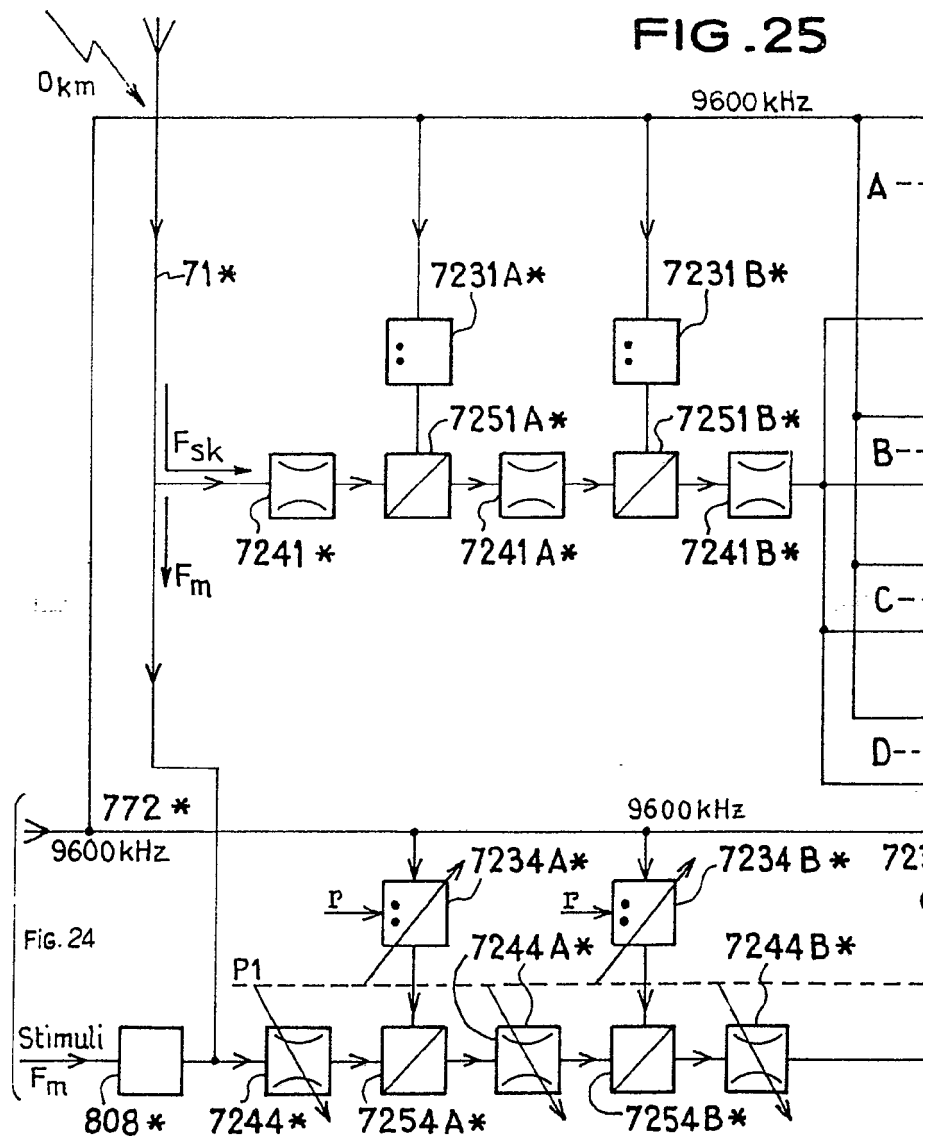 FIG.25
0km
9600kHz
A
71*
7231A*
7231B*
7251A*
7251B*
Fsk
B
7241*
7241A*
7241B*
Fm
C
D
772*
9600kHz
9600kHz
7234A*
7234B*
723
r
r
FIG. 24
7244A*
7244B*
P1
Stimuli
Fm
808*
7244*
7254A*
7254B*